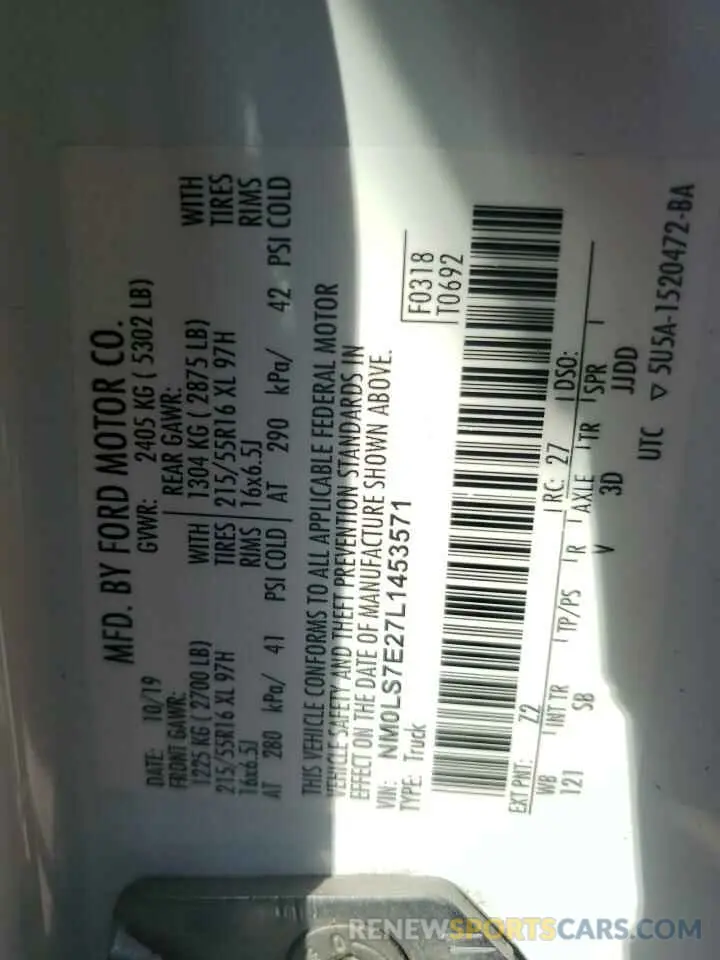 MFD. BY FORD MOTOR CO.
DATE: 10/19 GVWR: 2405 KG ( 5302 LB)
FRONT GAWR: REAR GAWR:
1225 KG ( 2700 LB) WITH 1304 KG ( 2875 LB) WITH
215/55R16 XL 97H TIRES 215/55R16 XL 97H TIRES
16x6.5J RIMS 16x6.5J RIMS
AT 280 kPa/ 41 PSI COLD AT 290 kPa/ 42 PSI COLD
THIS VEHICLE CONFORMS TO ALL APPLICABLE FEDERAL MOTOR
VEHICLE SAFETY AND THEFT PREVENTION STANDARDS IN
EFFECT ON THE DATE OF MANUFACTURE SHOWN ABOVE.
VIN: NM0LS7E27L1453571 F0318
TYPE: Truck T0692
EXT PNT: Z2 RC: 27 DSO:
WB INT TR TP/PS R AXLE TR SPR
121 SB V 3D JJDD
UTC ▽ 5U5A-1520472-BA
RENEWSPORTSCARS.COM